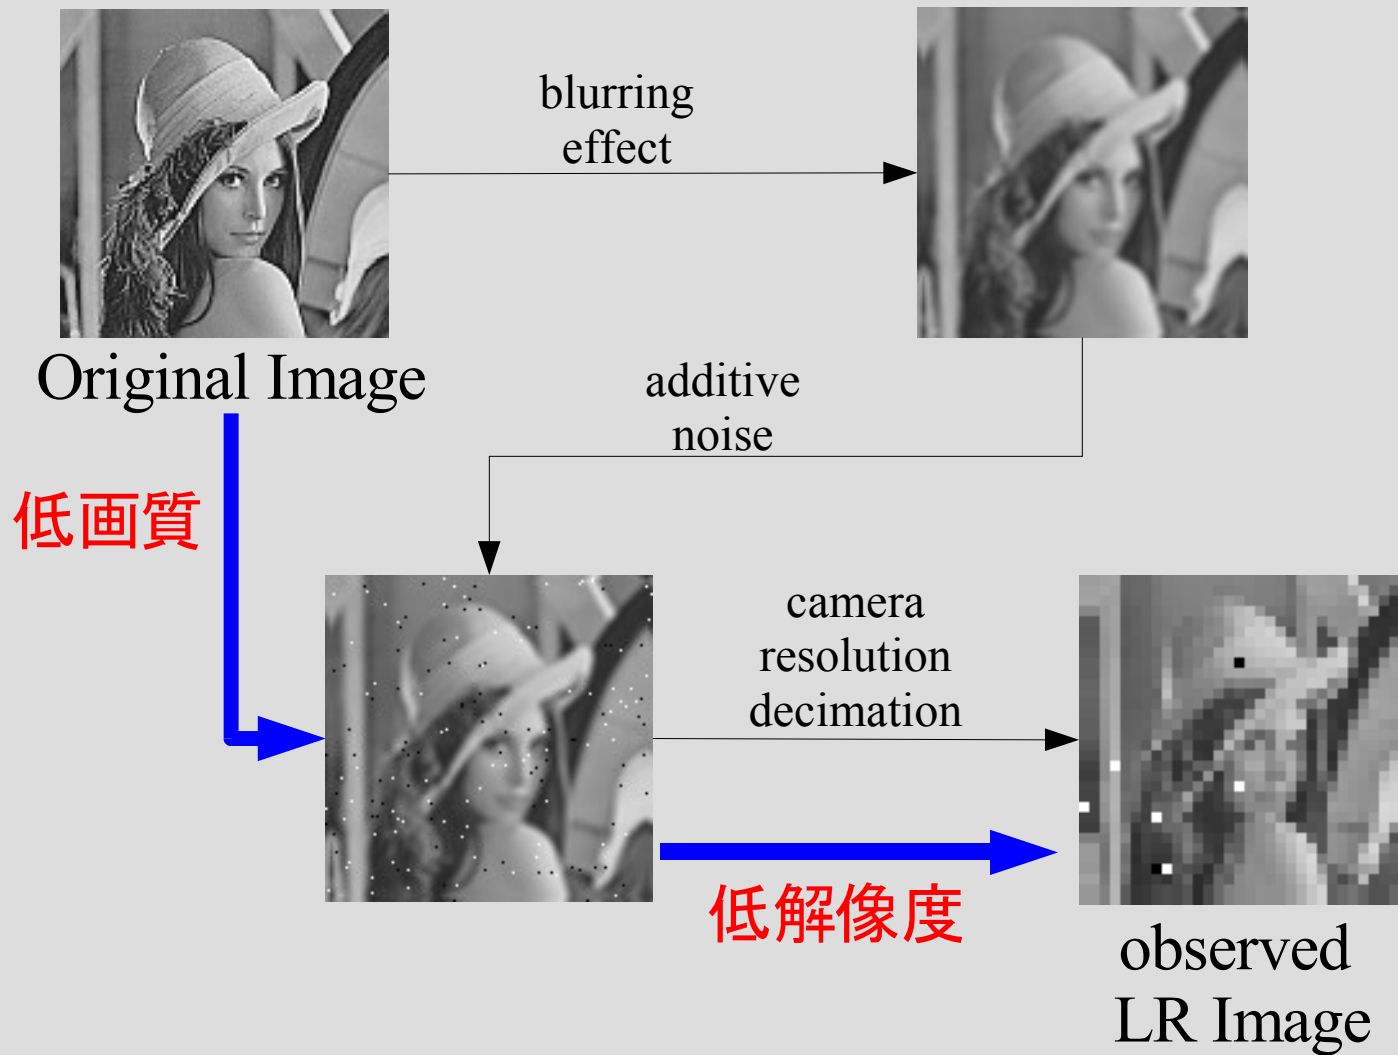 blurring
effect
Original Image
additive
noise
低画質
camera
resolution
decimation
低解像度
observed
LR Image